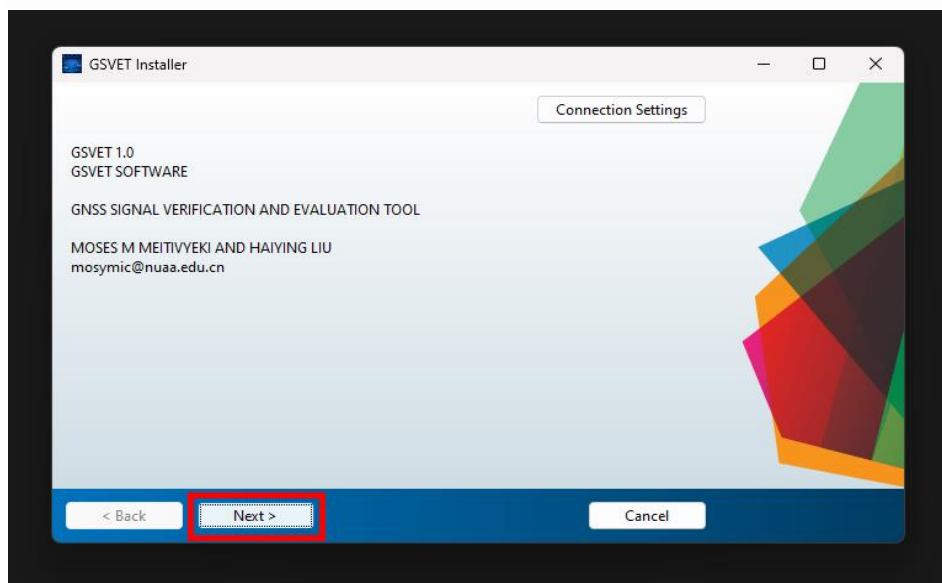 GSVET Installer
Connection Settings
GSVET 1.0
GSVET SOFTWARE
GNSS SIGNAL VERIFICATION AND EVALUATION TOOL
MOSES M MEITIVYEKI AND HAIYING LIU
mosymic@nuaa.edu.cn
< Back
Next >
Cancel